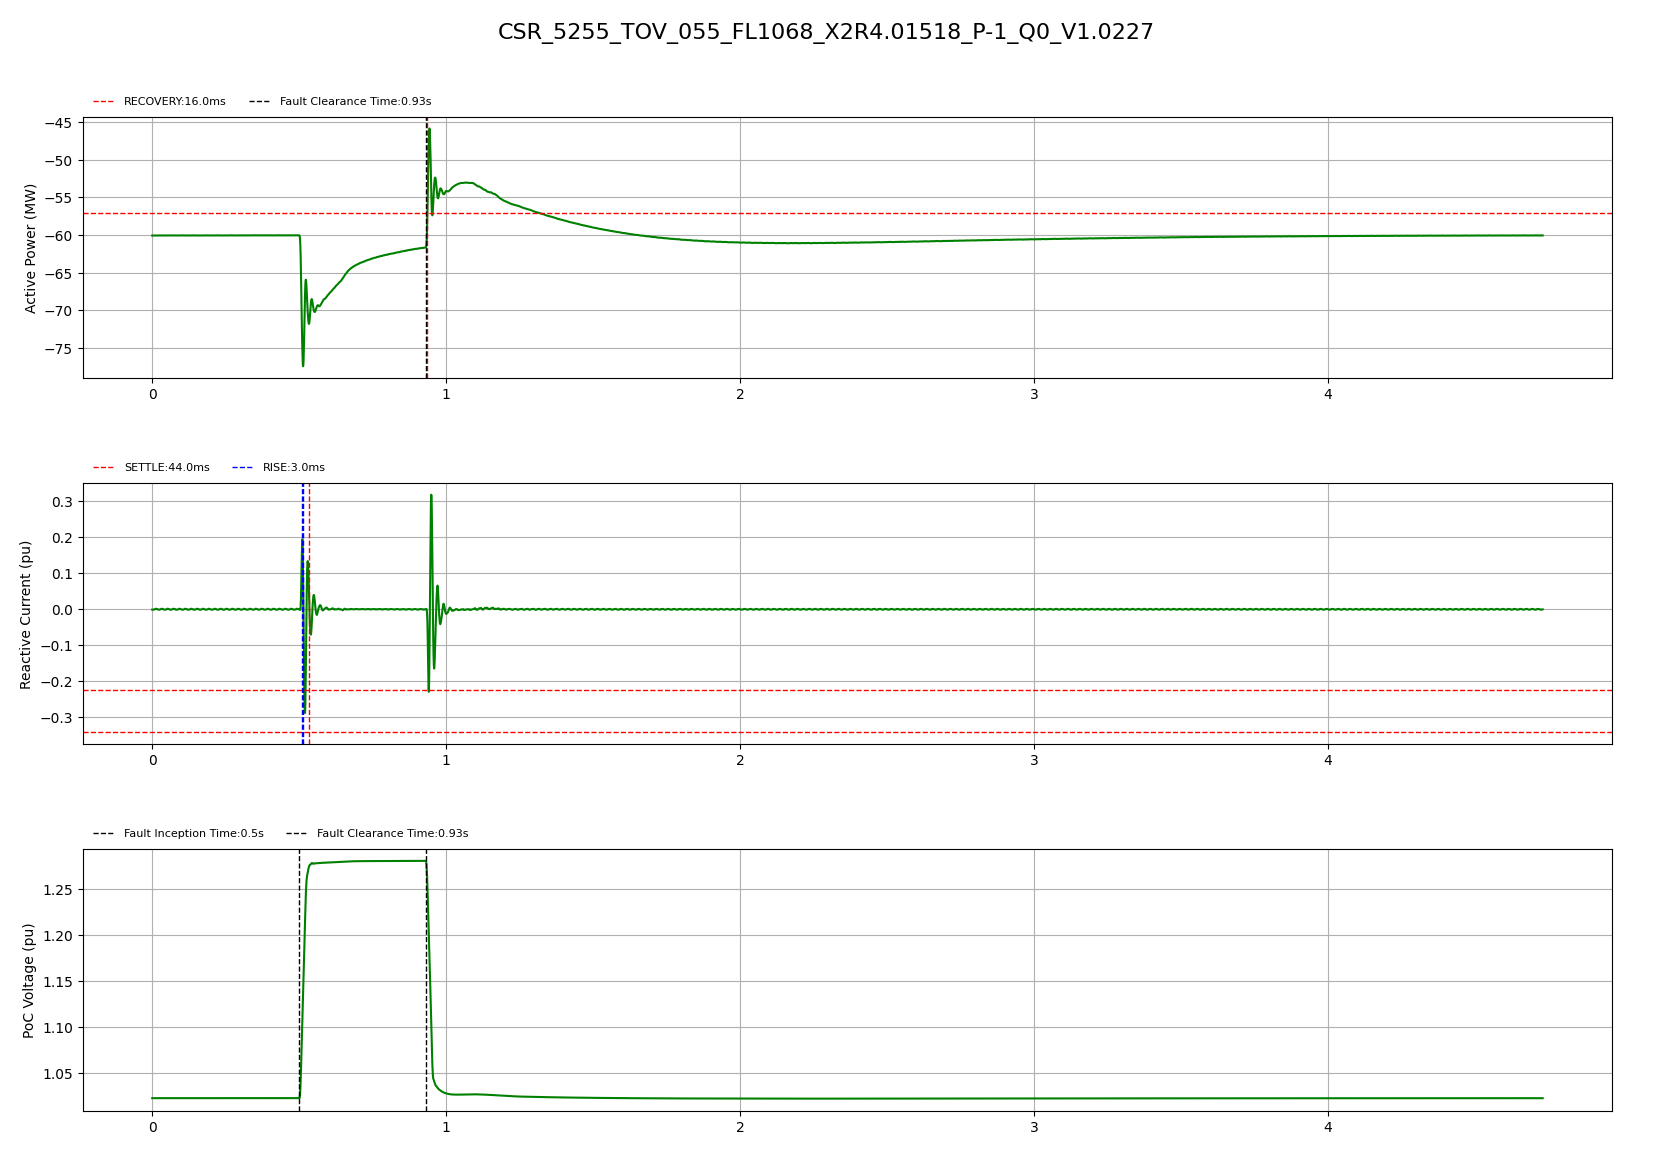 CSR_5255_TOV_055_FL1068_X2R4.01518_P-1_Q0_V1.0227
RECOVERY:16.0ms Fault Clearance Time:0.93s
Active Power (MW)
−45
−50
−55
−60
−65
−70
−75
0 1 2 3 4
SETTLE:44.0ms RISE:3.0ms
Reactive Current (pu)
0.3
0.2
0.1
0.0
−0.1
−0.2
−0.3
0 1 2 3 4
Fault Inception Time:0.5s Fault Clearance Time:0.93s
PoC Voltage (pu)
1.25
1.20
1.15
1.10
1.05
0 1 2 3 4